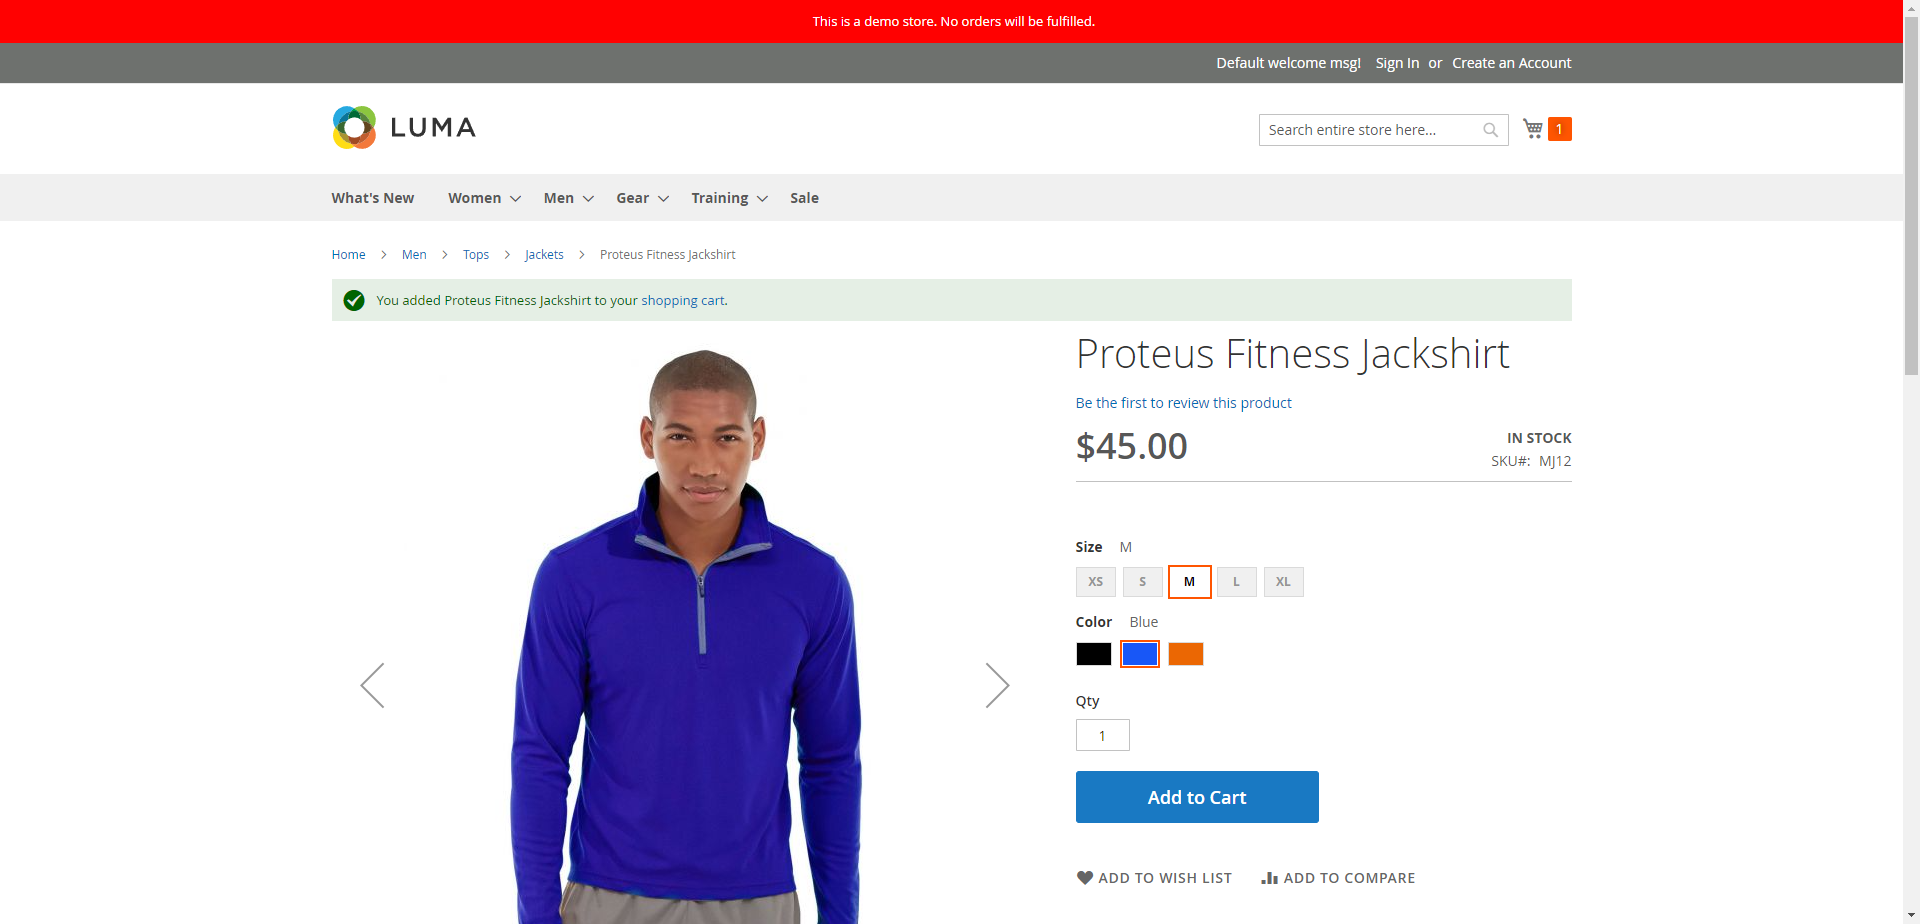 This is a demo store. No orders will be fulfilled.
Default welcome msg! Sign In or Create an Account
LUMA
Search entire store here...
1
What's New Women Men Gear Training Sale
Home > Men > Tops > Jackets > Proteus Fitness Jackshirt
You added Proteus Fitness Jackshirt to your shopping cart.
Proteus Fitness Jackshirt
Be the first to review this product
$45.00
IN STOCK
SKU#: MJ12
Size M
XS S M L XL
Color Blue
Qty
1
Add to Cart
ADD TO WISH LIST ADD TO COMPARE